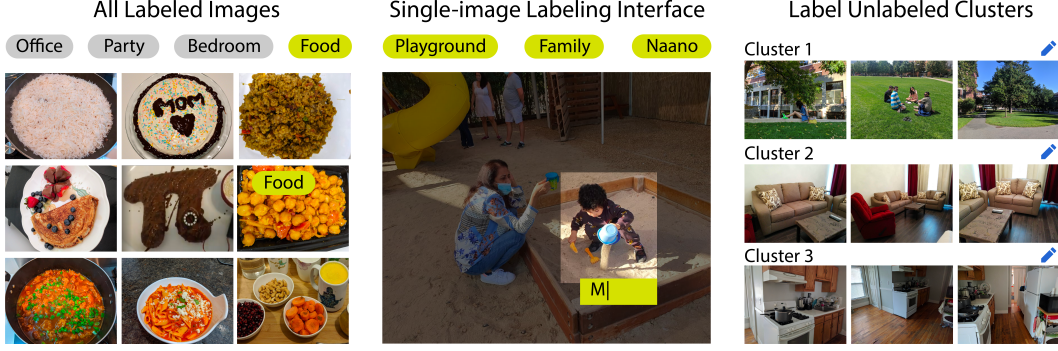 All Labeled Images
Office
Party
Bedroom
Food
MOM
Food
Single-image Labeling Interface
Playground
Family
Naano
M|
Label Unlabeled Clusters
Cluster 1
Cluster 2
Cluster 3